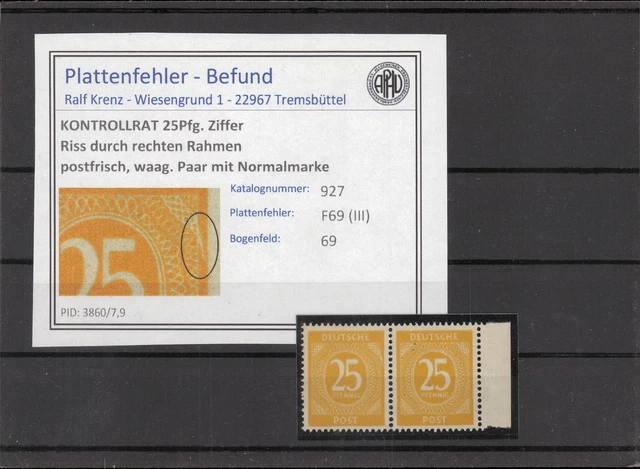 Plattenfehler - Befund
Ralf Krenz - Wiesengrund 1 - 22967 Tremsbüttel
APHV
KONTROLLRAT 25Pfg. Ziffer
Riss durch rechten Rahmen
postfrisch, waag. Paar mit Normalmarke
Katalognummer: 927
Plattenfehler: F69 (III)
Bogenfeld: 69
25
PID: 3860/7,9
DEUTSCHE DEUTSCHE
25 25
PFENNIG PFENNIG
POST POST